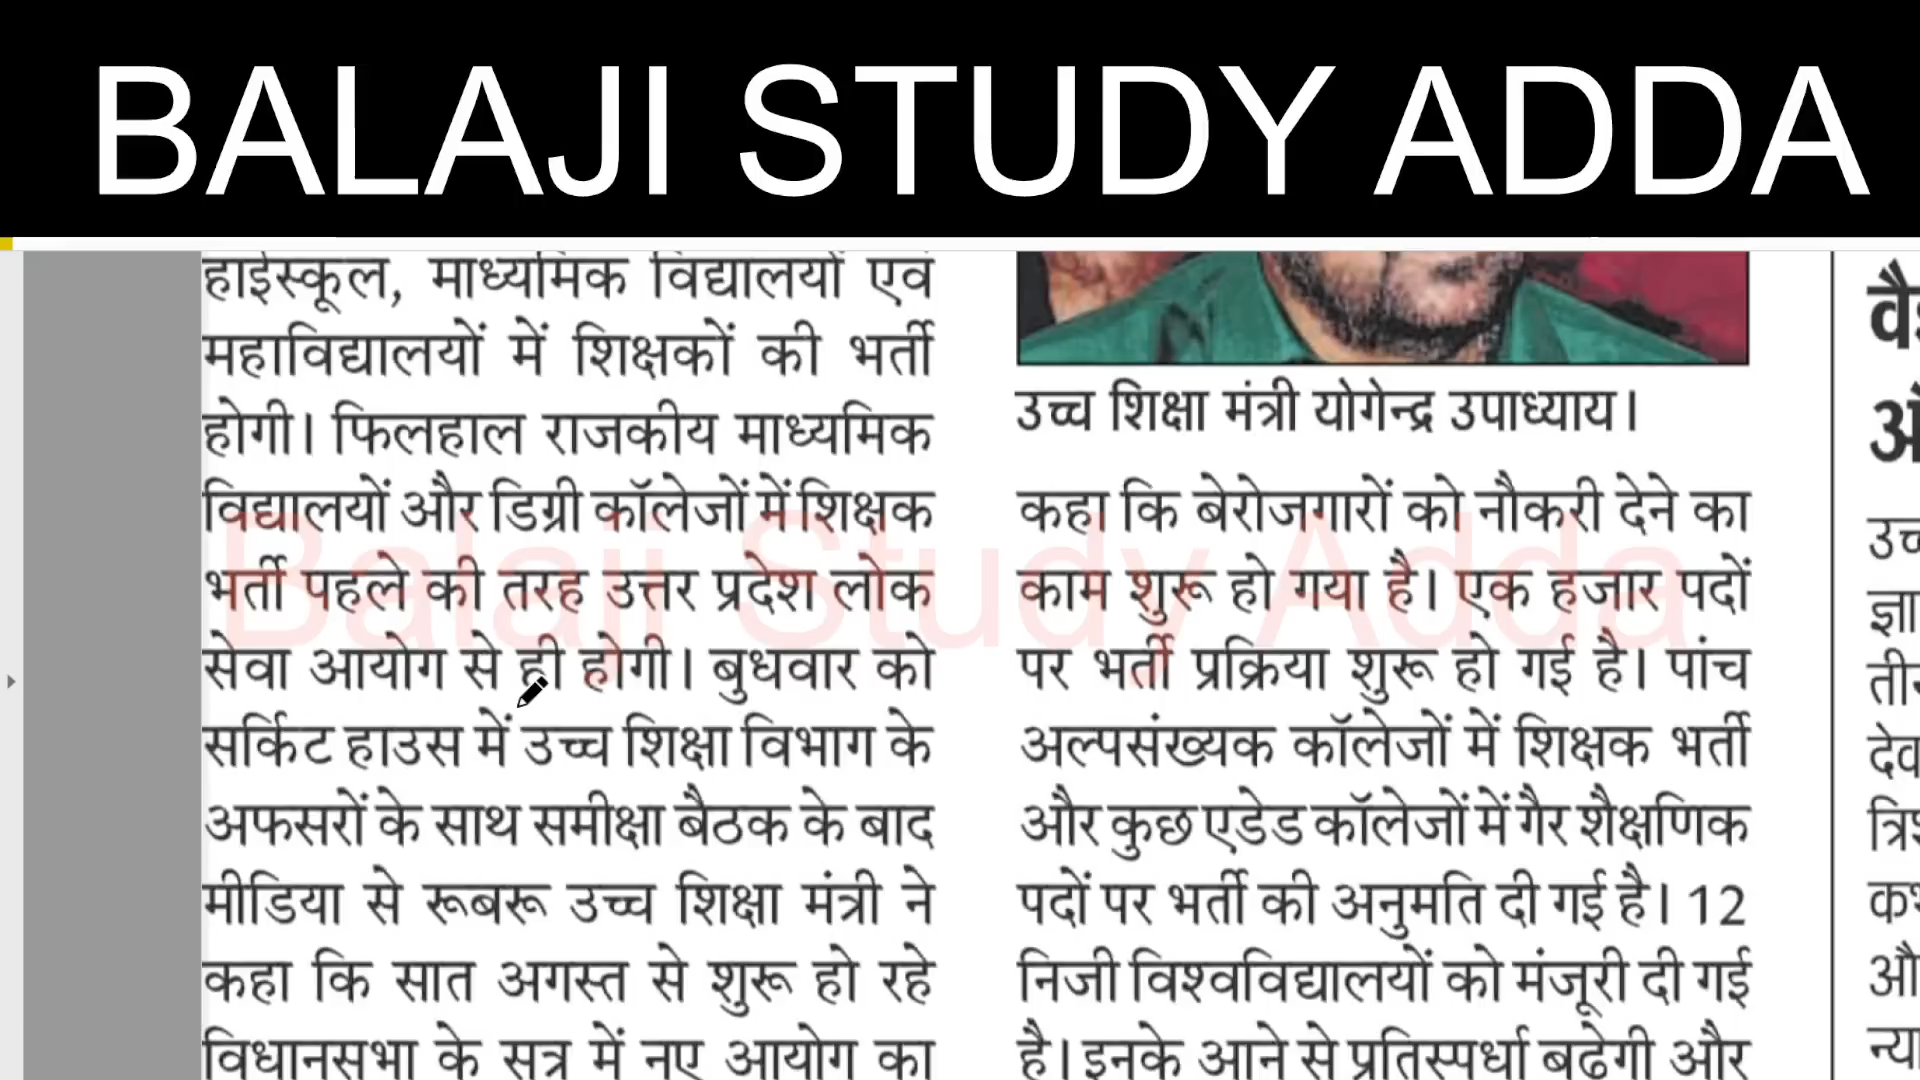 BALAJI STUDY ADDA
हाईस्कूल, माध्यमिक विद्यालयों एवं
महाविद्यालयों में शिक्षकों की भर्ती
होगी। फिलहाल राजकीय माध्यमिक
विद्यालयों और डिग्री कॉलेजों में शिक्षक
भर्ती पहले की तरह उत्तर प्रदेश लोक
सेवा आयोग से ही होगी। बुधवार को
सर्किट हाउस में उच्च शिक्षा विभाग के
अफसरों के साथ समीक्षा बैठक के बाद
मीडिया से रूबरू उच्च शिक्षा मंत्री ने
कहा कि सात अगस्त से शुरू हो रहे
विधानसभा के सत्र में नए आयोग का
उच्च शिक्षा मंत्री योगेन्द्र उपाध्याय।
कहा कि बेरोजगारों को नौकरी देने का
काम शुरू हो गया है। एक हजार पदों
पर भर्ती प्रक्रिया शुरू हो गई है। पांच
अल्पसंख्यक कॉलेजों में शिक्षक भर्ती
और कुछ एडेड कॉलेजों में गैर शैक्षणिक
पदों पर भर्ती की अनुमति दी गई है। 12
निजी विश्वविद्यालयों को मंजूरी दी गई
है। इनके आने से प्रतिस्पर्धा बढ़ेगी और
Balaji Study Adda